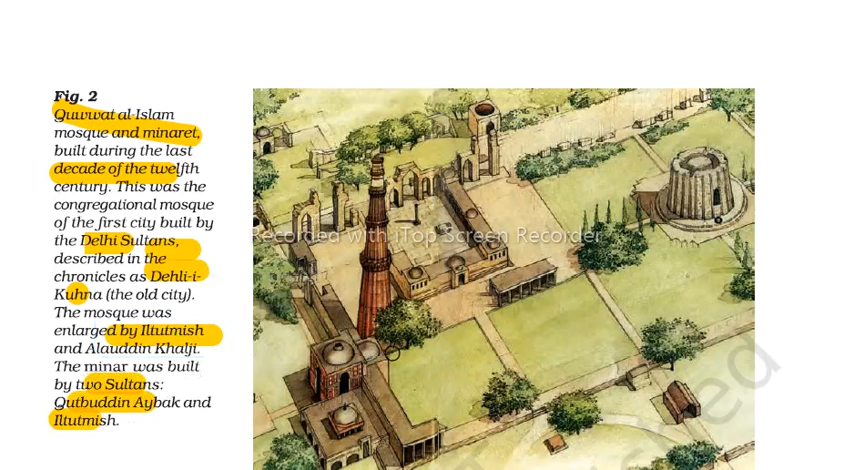 Fig. 2
Quwwat al-Islam
mosque and minaret,
built during the last
decade of the twelfth
century. This was the
congregational mosque
of the first city built by
the Delhi Sultans,
described in the
chronicles as Dehli-i-
Kuhna (the old city).
The mosque was
enlarged by Iltutmish
and Alauddin Khalji.
The minar was built
by two Sultans:
Qutbuddin Aybak and
Iltutmish.
Recorded with iTop Screen Recorder